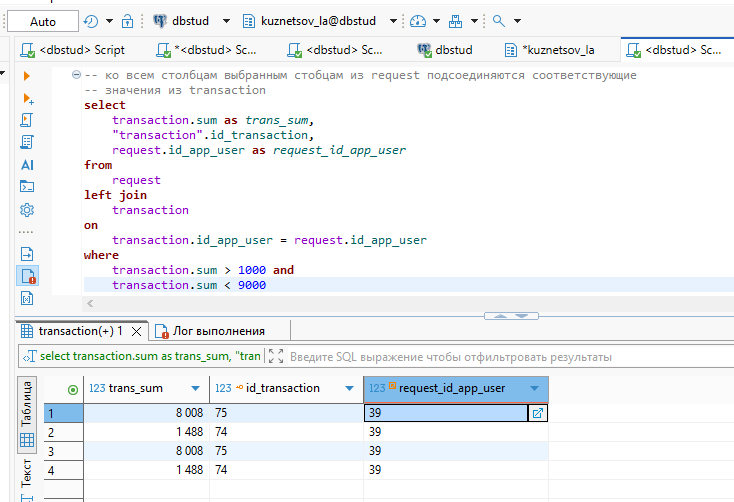 Auto dbstud kuznetsov_la@dbstud
<dbstud> Script *<dbstud> Sc... <dbstud> Sc... dbstud *kuznetsov_la <dbstud> Sc...
-- ко всем столбцам выбранным стобцам из request подсоединяются соответствующие
-- значения из transaction
select
transaction.sum as trans_sum,
"transaction".id_transaction,
request.id_app_user as request_id_app_user
from
request
left join
transaction
on
transaction.id_app_user = request.id_app_user
where
transaction.sum > 1000 and
transaction.sum < 9000
AI
transaction(+) 1 Лог выполнения
select transaction.sum as trans_sum, "tran Введите SQL выражение чтобы отфильтровать результаты
Таблица
Текст
123 trans_sum 123 id_transaction 123 request_id_app_user
1 8 008 75 39
2 1 488 74 39
3 8 008 75 39
4 1 488 74 39